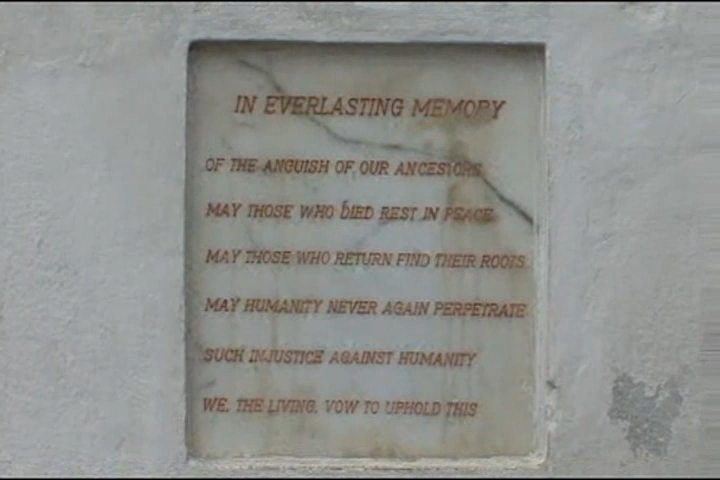 IN EVERLASTING MEMORY
OF THE ANGUISH OF OUR ANCESTORS
MAY THOSE WHO DIED REST IN PEACE
MAY THOSE WHO RETURN FIND THEIR ROOTS
MAY HUMANITY NEVER AGAIN PERPETRATE
SUCH INJUSTICE AGAINST HUMANITY
WE, THE LIVING, VOW TO UPHOLD THIS